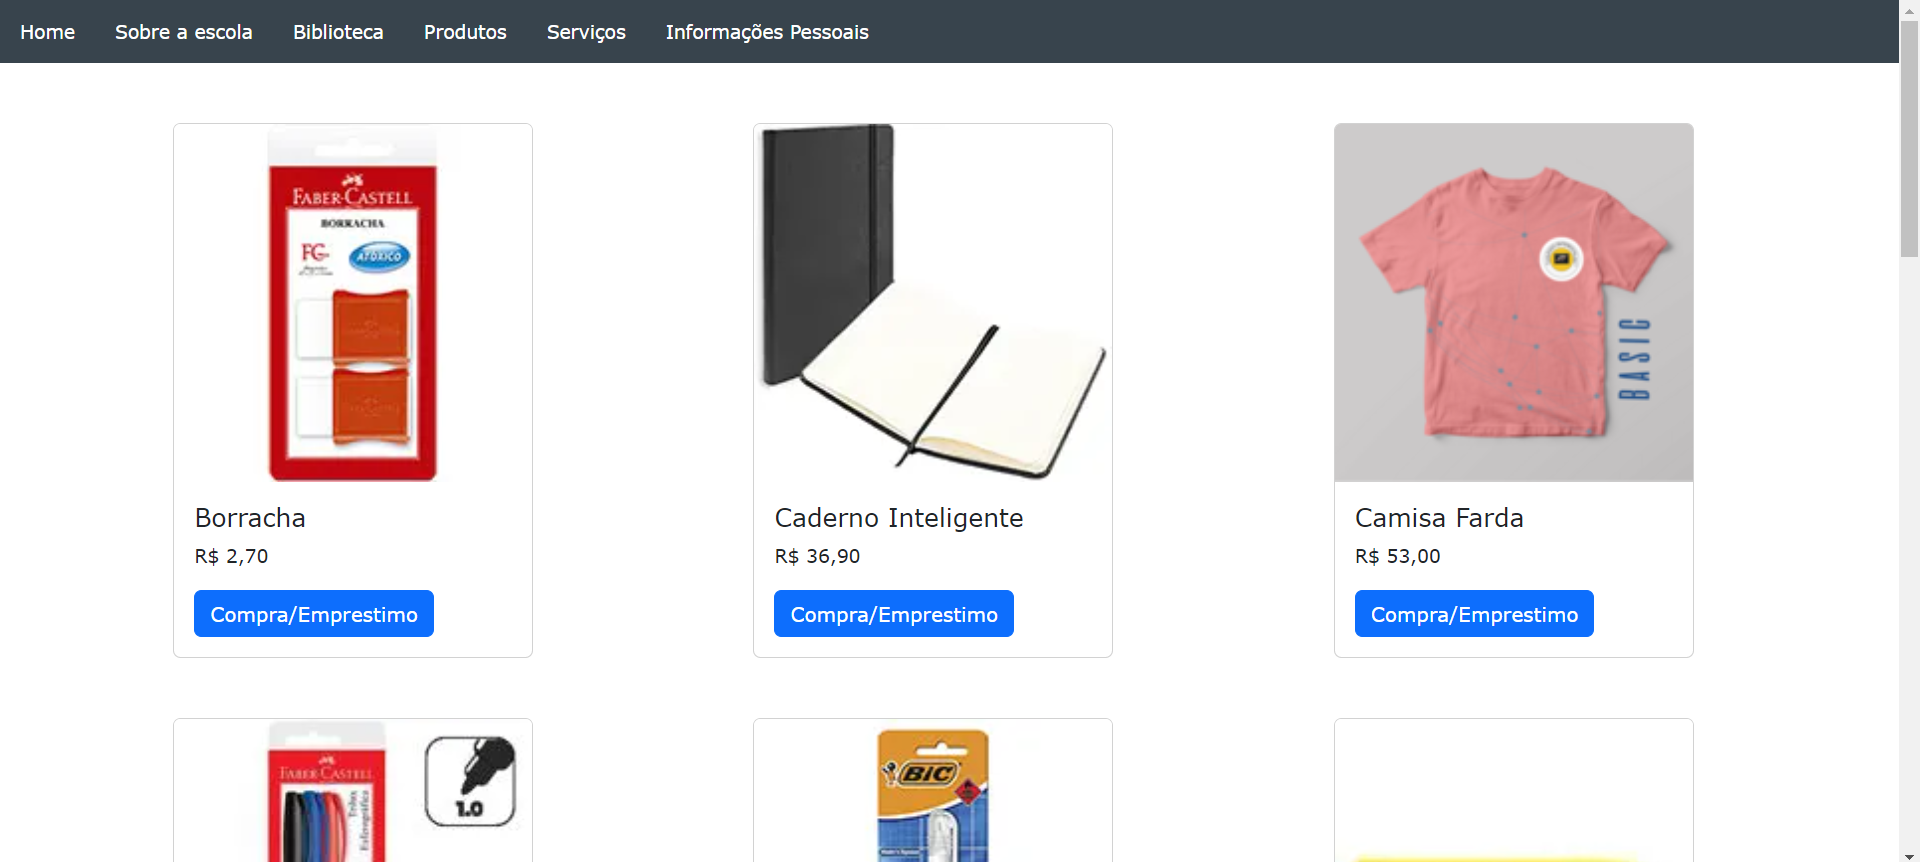 Home Sobre a escola Biblioteca Produtos Serviços Informações Pessoais
FABER-CASTELL
BORRACHA
FC
ATÓXICO
BASIC
Borracha
R$ 2,70
Compra/Emprestimo
Caderno Inteligente
R$ 36,90
Compra/Emprestimo
Camisa Farda
R$ 53,00
Compra/Emprestimo
FABER-CASTELL
1.0
BIC